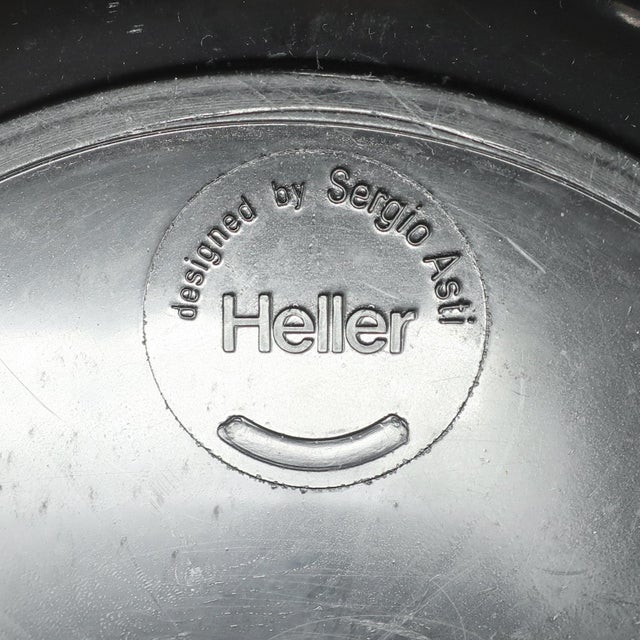 designed by Sergio Asti
Heller